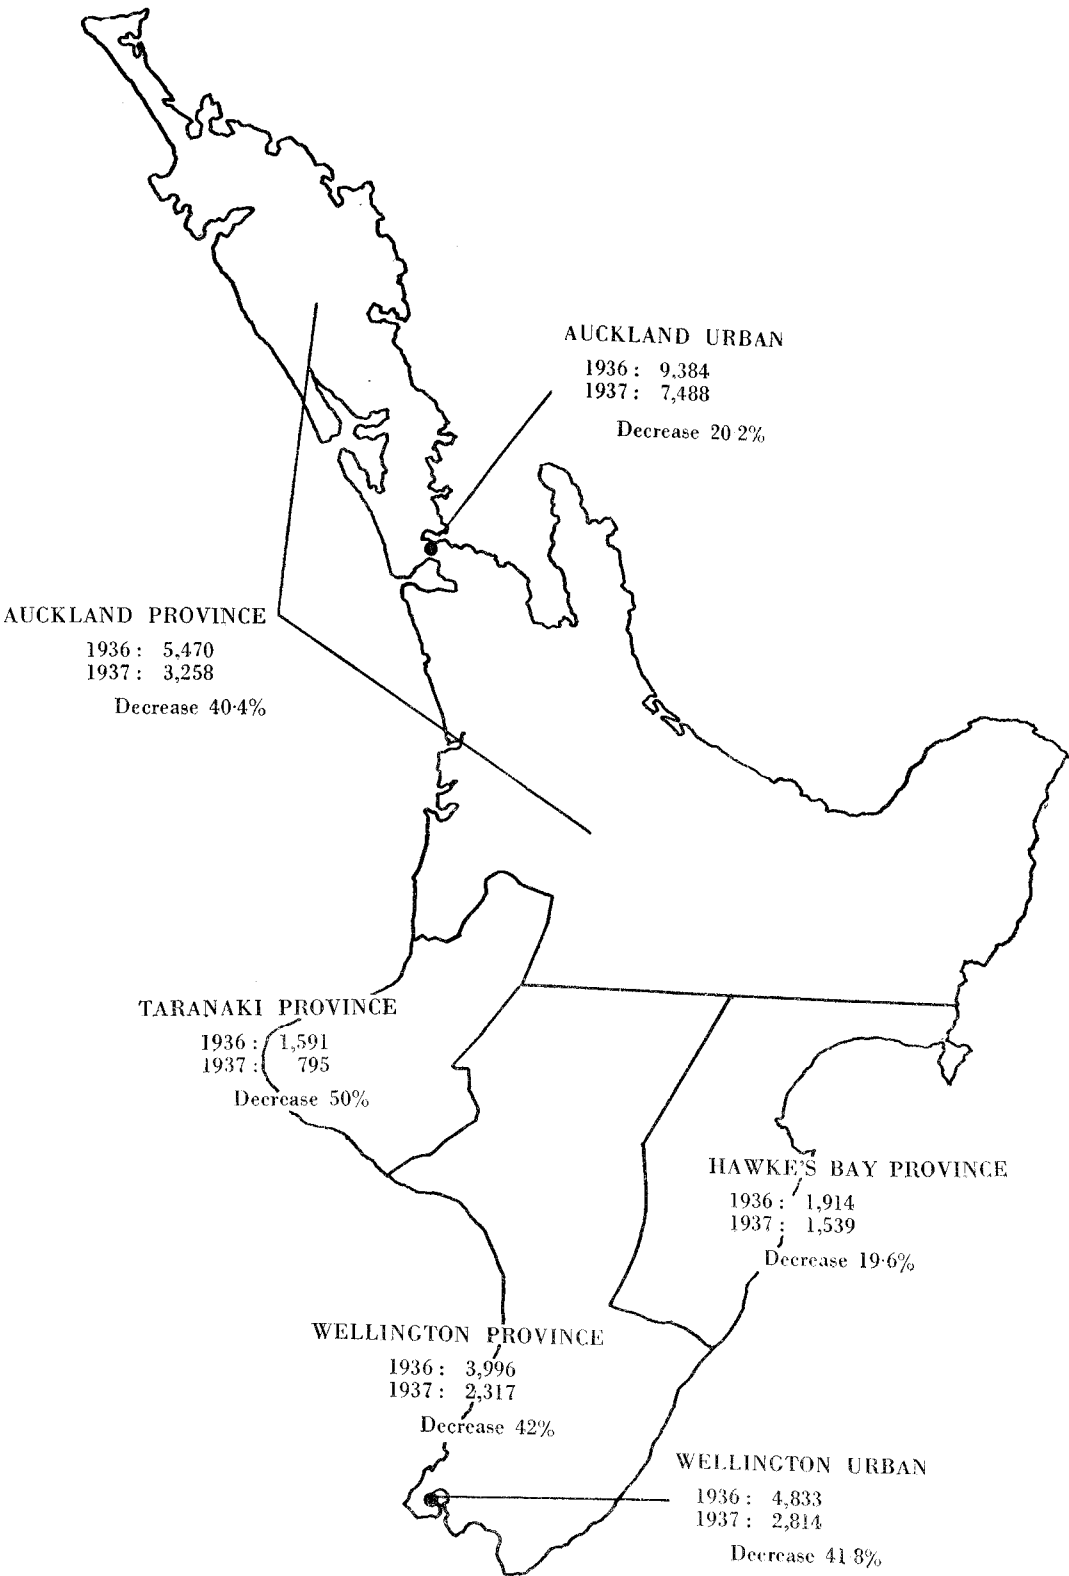 AUCKLAND URBAN
1936 : 9,384
1937 : 7,488
Decrease 20·2%
AUCKLAND PROVINCE
1936 : 5,470
1937 : 3,258
Decrease 40·4%
TARANAKI PROVINCE
1936 : 1,591
1937 : 795
Decrease 50%
HAWKE'S BAY PROVINCE
1936 : 1,914
1937 : 1,539
Decrease 19·6%
WELLINGTON PROVINCE
1936 : 3,996
1937 : 2,317
Decrease 42%
WELLINGTON URBAN
1936 : 4,833
1937 : 2,814
Decrease 41·8%